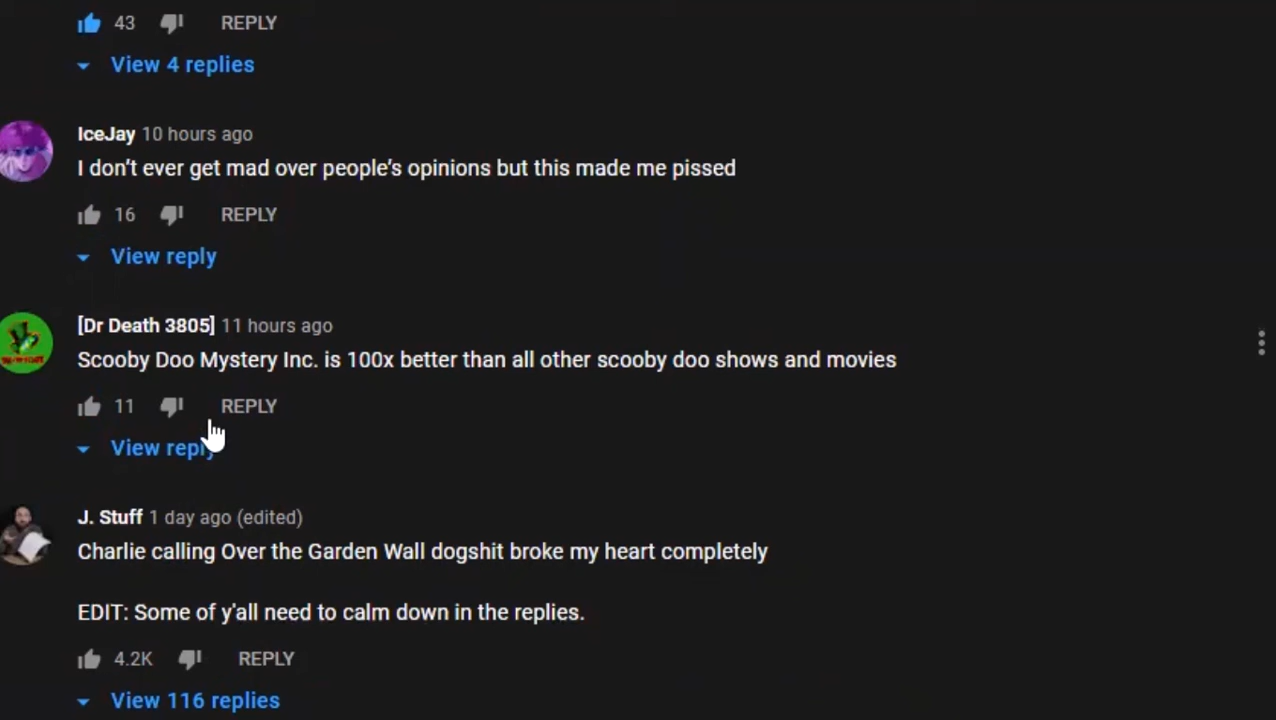 43 REPLY
View 4 replies
IceJay 10 hours ago
I don't ever get mad over people's opinions but this made me pissed
16 REPLY
View reply
[Dr Death 3805] 11 hours ago
Scooby Doo Mystery Inc. is 100x better than all other scooby doo shows and movies
11 REPLY
View reply
J. Stuff 1 day ago (edited)
Charlie calling Over the Garden Wall dogshit broke my heart completely
EDIT: Some of y'all need to calm down in the replies.
4.2K REPLY
View 116 replies